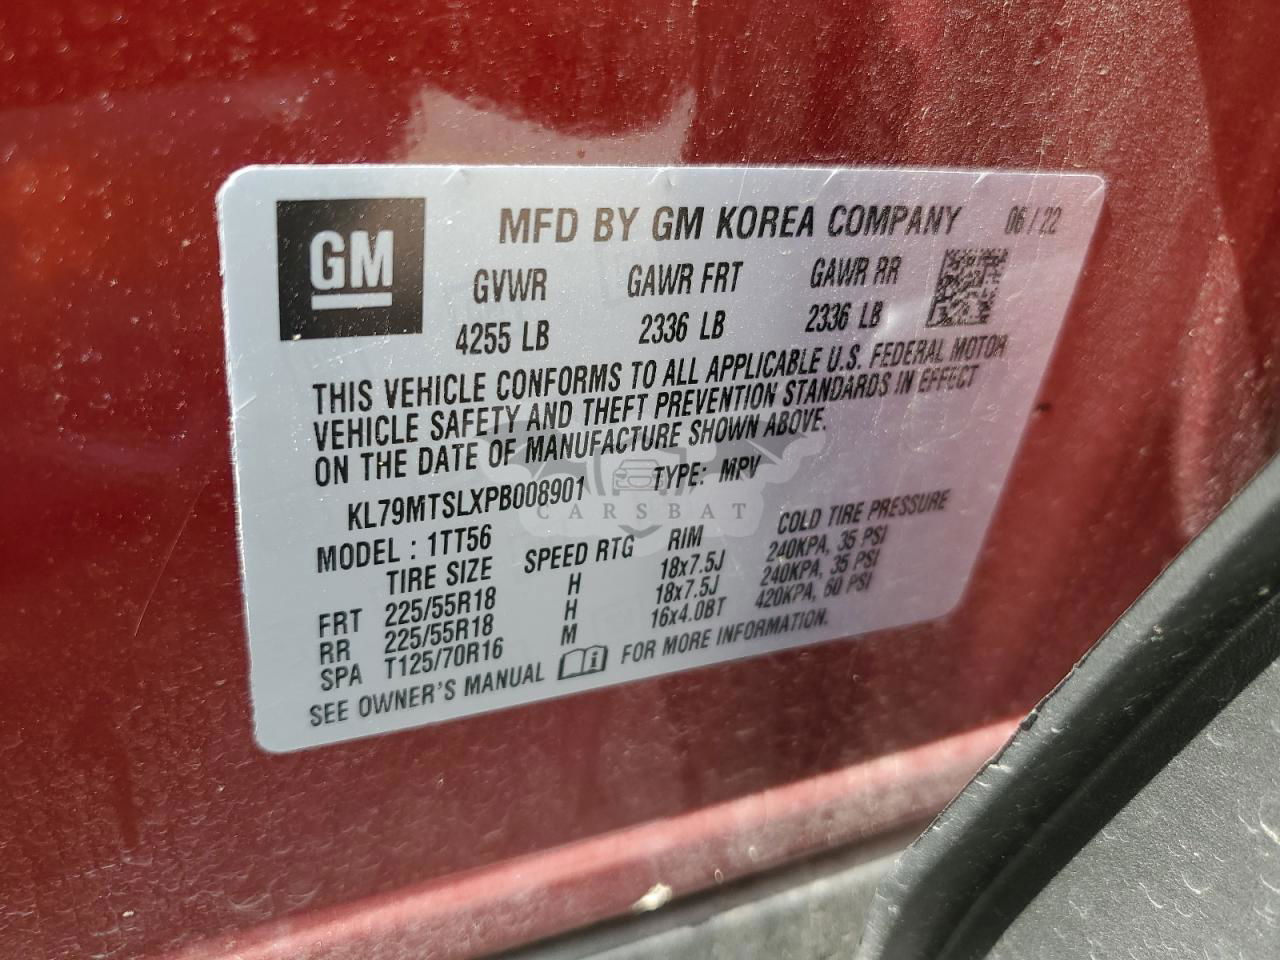 GM
MFD BY GM KOREA COMPANY 06/22
GVWR GAWR FRT GAWR RR
4255 LB 2336 LB 2336 LB
THIS VEHICLE CONFORMS TO ALL APPLICABLE U.S. FEDERAL MOTOR
VEHICLE SAFETY AND THEFT PREVENTION STANDARDS IN EFFECT
ON THE DATE OF MANUFACTURE SHOWN ABOVE.
KL79MTSLXPB008901 TYPE: MPV
CARSBAT
MODEL : 1TT56
TIRE SIZE SPEED RTG RIM COLD TIRE PRESSURE
FRT 225/55R18 H 18x7.5J 240KPA, 35 PSI
RR 225/55R18 H 18x7.5J 240KPA, 35 PSI
SPA T125/70R16 M 16x4.0BT 420KPA, 60 PSI
SEE OWNER'S MANUAL FOR MORE INFORMATION.